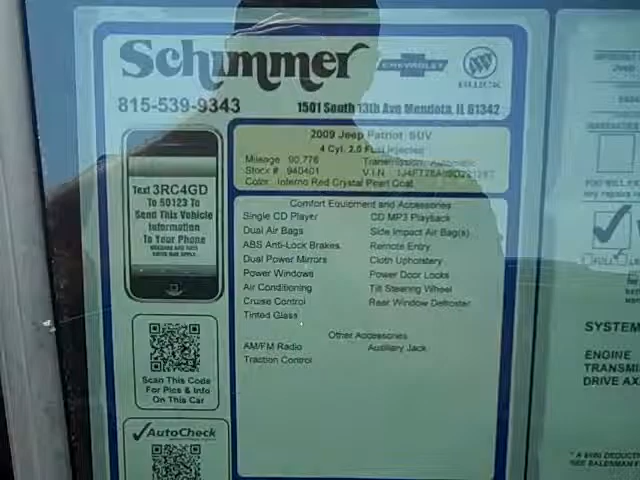 Schimmer
CHEVROLET
BUICK
815-539-9343
1501 South 13th Ave Mendota, IL 61342
2009 Jeep Patriot SUV
4 Cyl. 2.0 Fuel Injected
Mileage 90,776 Transmission: Automatic
Stock # 940401 V.I.N.
Color Inferno Red Crystal Pearl Coat
Text 3RC4GD
To 50123 To
Send This Vehicle
Information
To Your Phone
Comfort Equipment and Accessories
Single CD Player CD MP3 Playback
Dual Air Bags Side Impact Air Bag(s)
ABS Anti-Lock Brakes Remote Entry
Dual Power Mirrors Cloth Upholstery
Power Windows Power Door Locks
Air Conditioning Tilt Steering Wheel
Cruise Control Rear Window Defroster
Tinted Glass
Other Accessories
AM/FM Radio Auxiliary Jack
Traction Control
Scan This Code
For Pics & Info
On This Car
AutoCheck
YOU WILL
FULL
SYSTEM
ENGINE
TRANSMI
DRIVE AX